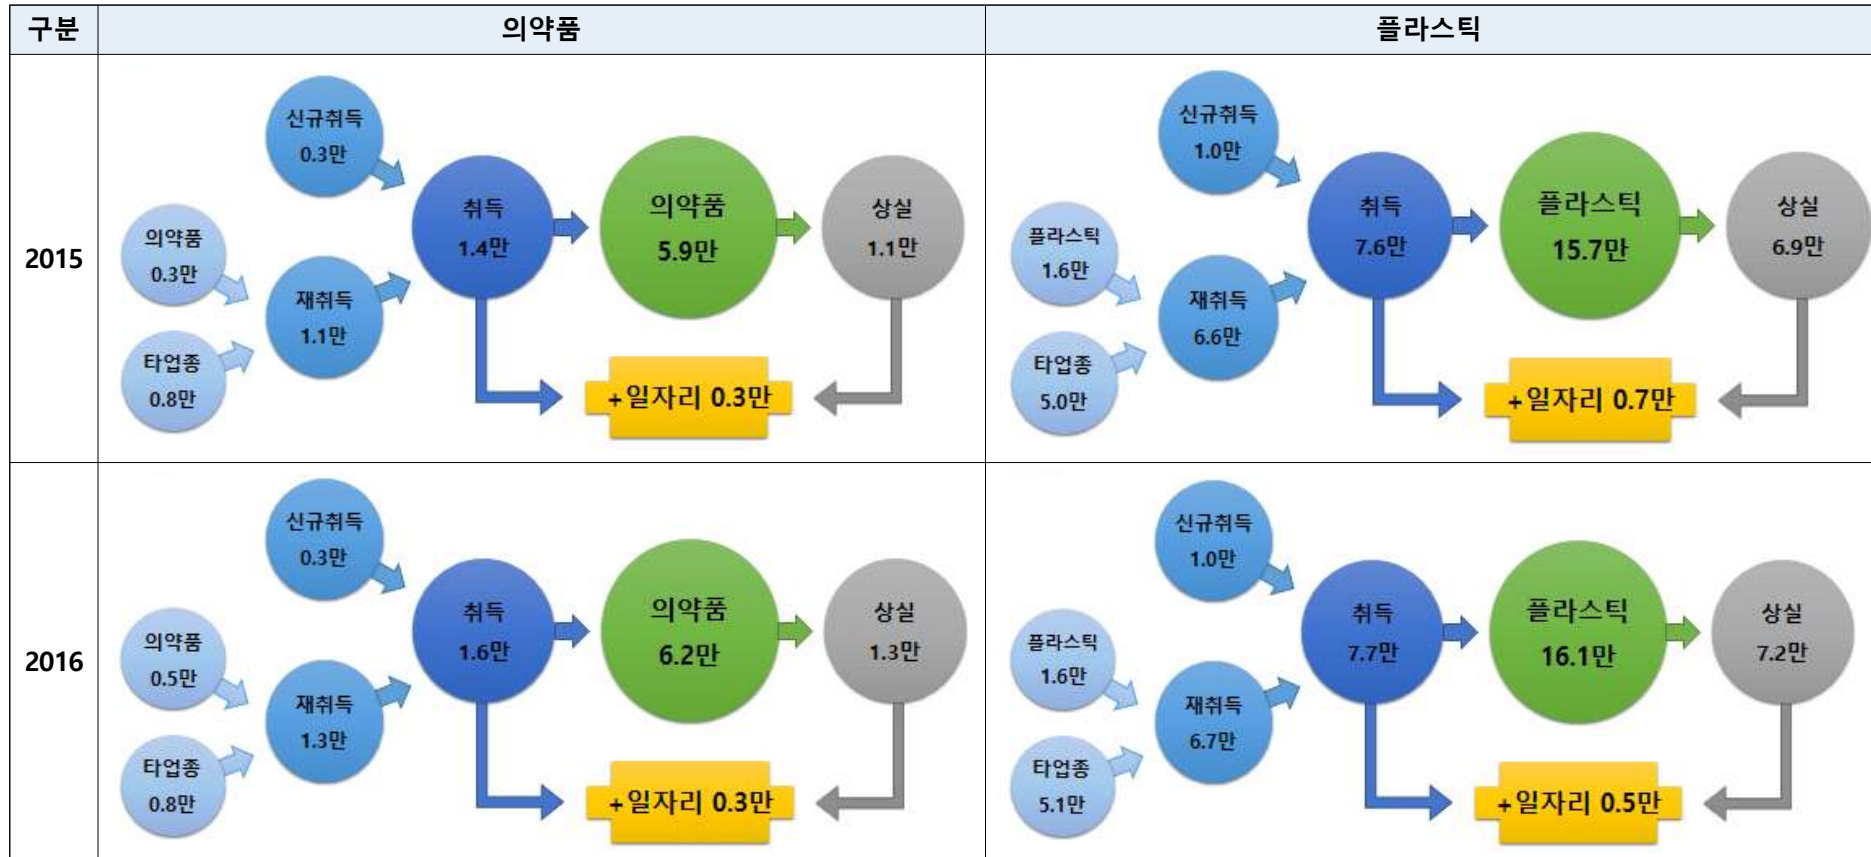 구분
의약품
플라스틱
2015
신규취득
0.3만
의약품
0.3만
타업종
0.8만
재취득
1.1만
취득
1.4만
의약품
5.9만
상실
1.1만
+일자리 0.3만
신규취득
1.0만
플라스틱
1.6만
타업종
5.0만
재취득
6.6만
취득
7.6만
플라스틱
15.7만
상실
6.9만
+일자리 0.7만
2016
신규취득
0.3만
의약품
0.5만
타업종
0.8만
재취득
1.3만
취득
1.6만
의약품
6.2만
상실
1.3만
+일자리 0.3만
신규취득
1.0만
플라스틱
1.6만
타업종
5.1만
재취득
6.7만
취득
7.7만
플라스틱
16.1만
상실
7.2만
+일자리 0.5만